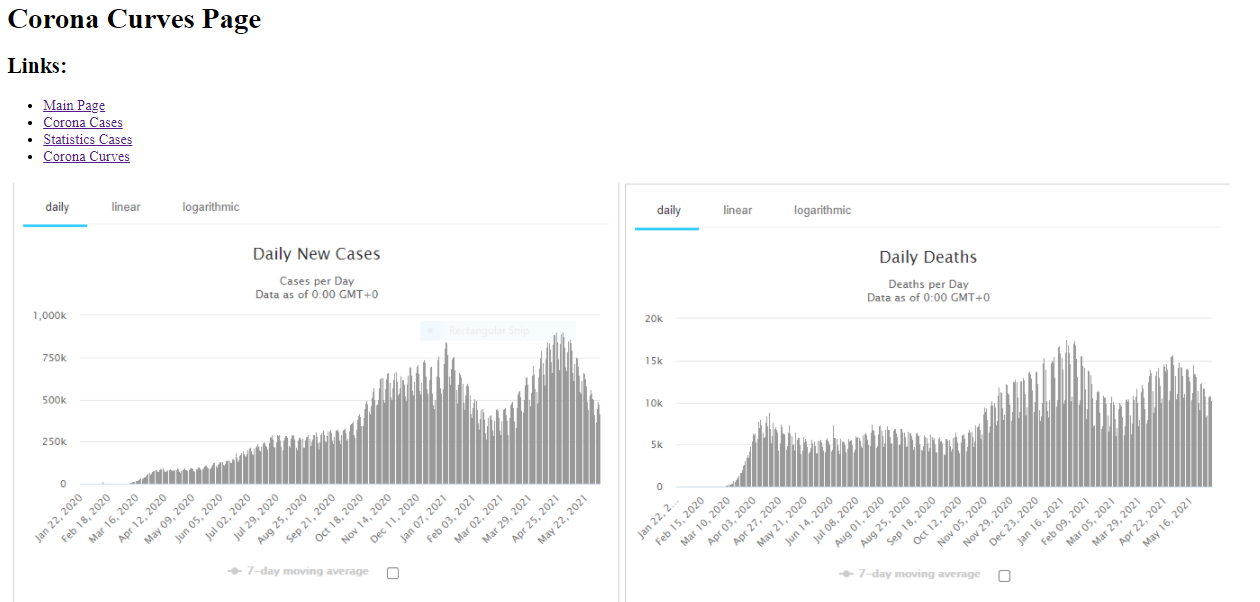 Corona Curves Page
Links:
Main Page
Corona Cases
Statistics Cases
Corona Curves
daily linear logarithmic
Daily New Cases
Cases per Day
Data as of 0:00 GMT+0
Rectangular Snip
1,000k
750k
500k
250k
0
Jan 22, 2020
Feb 18, 2020
Mar 16, 2020
Apr 12, 2020
May 09, 2020
Jun 05, 2020
Jul 02, 2020
Jul 29, 2020
Aug 25, 2020
Sep 21, 2020
Oct 18, 2020
Nov 14, 2020
Dec 11, 2020
Jan 07, 2021
Feb 03, 2021
Mar 02, 2021
Mar 29, 2021
Apr 25, 2021
May 22, 2021
7-day moving average
daily linear logarithmic
Daily Deaths
Deaths per Day
Data as of 0:00 GMT+0
20k
15k
10k
5k
0
Jan 22, 2...
Feb 15, 2020
Mar 10, 2020
Apr 03, 2020
Apr 27, 2020
May 21, 2020
Jun 14, 2020
Jul 08, 2020
Aug 01, 2020
Aug 25, 2020
Sep 18, 2020
Oct 12, 2020
Nov 05, 2020
Nov 29, 2020
Dec 23, 2020
Jan 16, 2021
Feb 09, 2021
Mar 05, 2021
Mar 29, 2021
Apr 22, 2021
May 16, 2021
7-day moving average